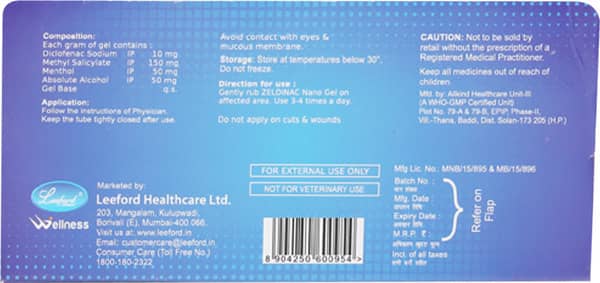 Composition:
Each gram of gel contains :
Diclofenac Sodium IP 10 mg
Methyl Salicylate IP 150 mg
Menthol IP 50 mg
Absolute Alcohol IP 50 mg
Gel Base q.s.
Application:
Follow the instructions of Physician.
Keep the tube tightly closed after use.
Avoid contact with eyes &
mucous membrane.
Storage: Store at temperatures below 30°.
Do not freeze.
Direction for use :
Gently rub ZELDINAC Nano Gel on
affected area. Use 3-4 times a day.
Do not apply on cuts & wounds
CAUTION: Not to be sold by
retail without the prescription of a
Registered Medical Practitioner.
Keep all medicines out of reach of
children.
Mfd. by: Allkind Healthcare Unit-II
(A WHO-GMP Certified Unit)
Plot No. 79-A & 79-B, EPIP, Phase-II,
Vill.-Thana, Baddi, Dist. Solan-173 205 (H.P.)
Leeford®
Wellness
Marketed by:
Leeford Healthcare Ltd.
203, Mangalam, Kulupwadi,
Borivali (E), Mumbai-400 066.
Visit us at: www.leeford.in
Email: customercare@leeford.in
Consumer Care (Toll Free No.)
1800-180-2322
FOR EXTERNAL USE ONLY
NOT FOR VETERINARY USE
8 904250 600954 >
Mfg Lic. No.: MNB/15/895 & MB/15/896
Batch No. :
Mfg. Date :
Expiry Date :
M.R.P. ₹ :
Incl. of all taxes
Refer on
Flap